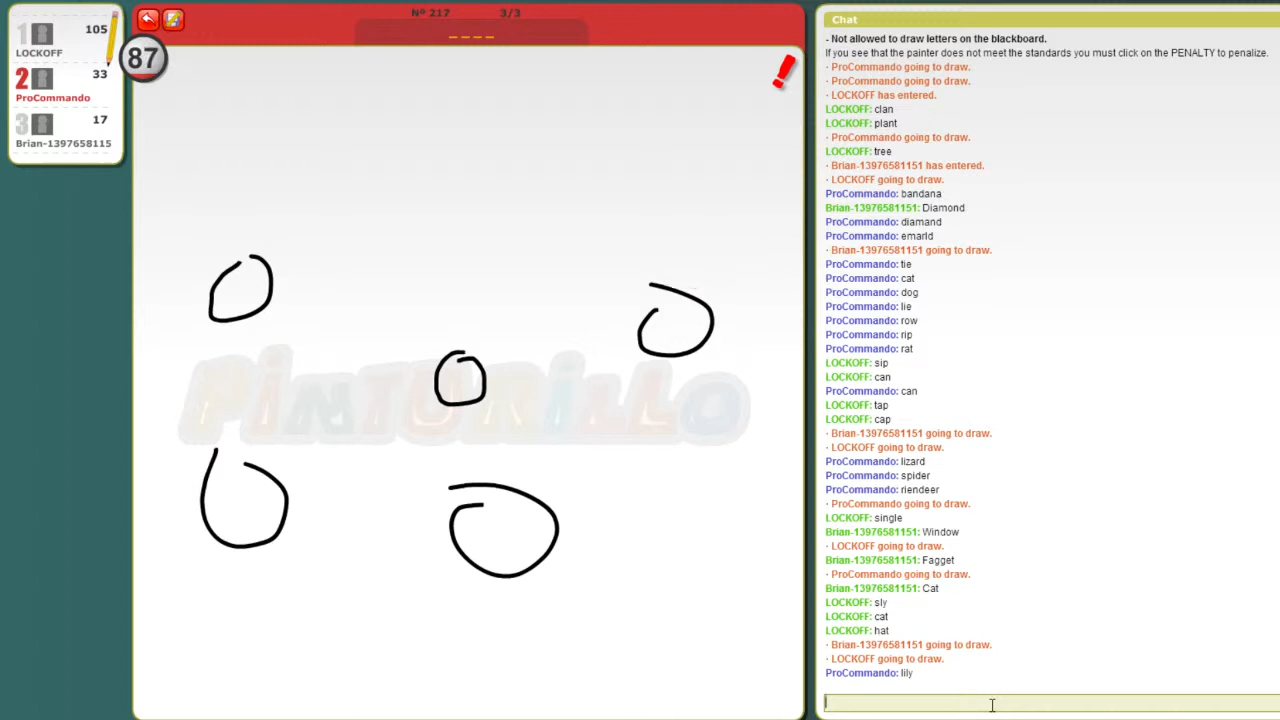 1
105
LOCKOFF
2
33
ProCommando
3
17
Brian-1397658115
87
Nº 217
3/3
_ _ _ _
PINTURILLO
Chat
- Not allowed to draw letters on the blackboard.
If you see that the painter does not meet the standards you must click on the PENALTY to penalize.
· ProCommando going to draw.
· ProCommando going to draw.
· LOCKOFF has entered.
LOCKOFF: clan
LOCKOFF: plant
· ProCommando going to draw.
LOCKOFF: tree
· Brian-13976581151 has entered.
· LOCKOFF going to draw.
ProCommando: bandana
Brian-13976581151: Diamond
ProCommando: diamand
ProCommando: emarld
· Brian-13976581151 going to draw.
ProCommando: tie
ProCommando: cat
ProCommando: dog
ProCommando: lie
ProCommando: row
ProCommando: rip
ProCommando: rat
LOCKOFF: sip
LOCKOFF: can
ProCommando: can
LOCKOFF: tap
LOCKOFF: cap
· Brian-13976581151 going to draw.
· LOCKOFF going to draw.
ProCommando: lizard
ProCommando: spider
ProCommando: riendeer
· ProCommando going to draw.
LOCKOFF: single
Brian-13976581151: Window
· LOCKOFF going to draw.
Brian-13976581151: Fagget
· ProCommando going to draw.
Brian-13976581151: Cat
LOCKOFF: sly
LOCKOFF: cat
LOCKOFF: hat
· Brian-13976581151 going to draw.
· LOCKOFF going to draw.
ProCommando: lily